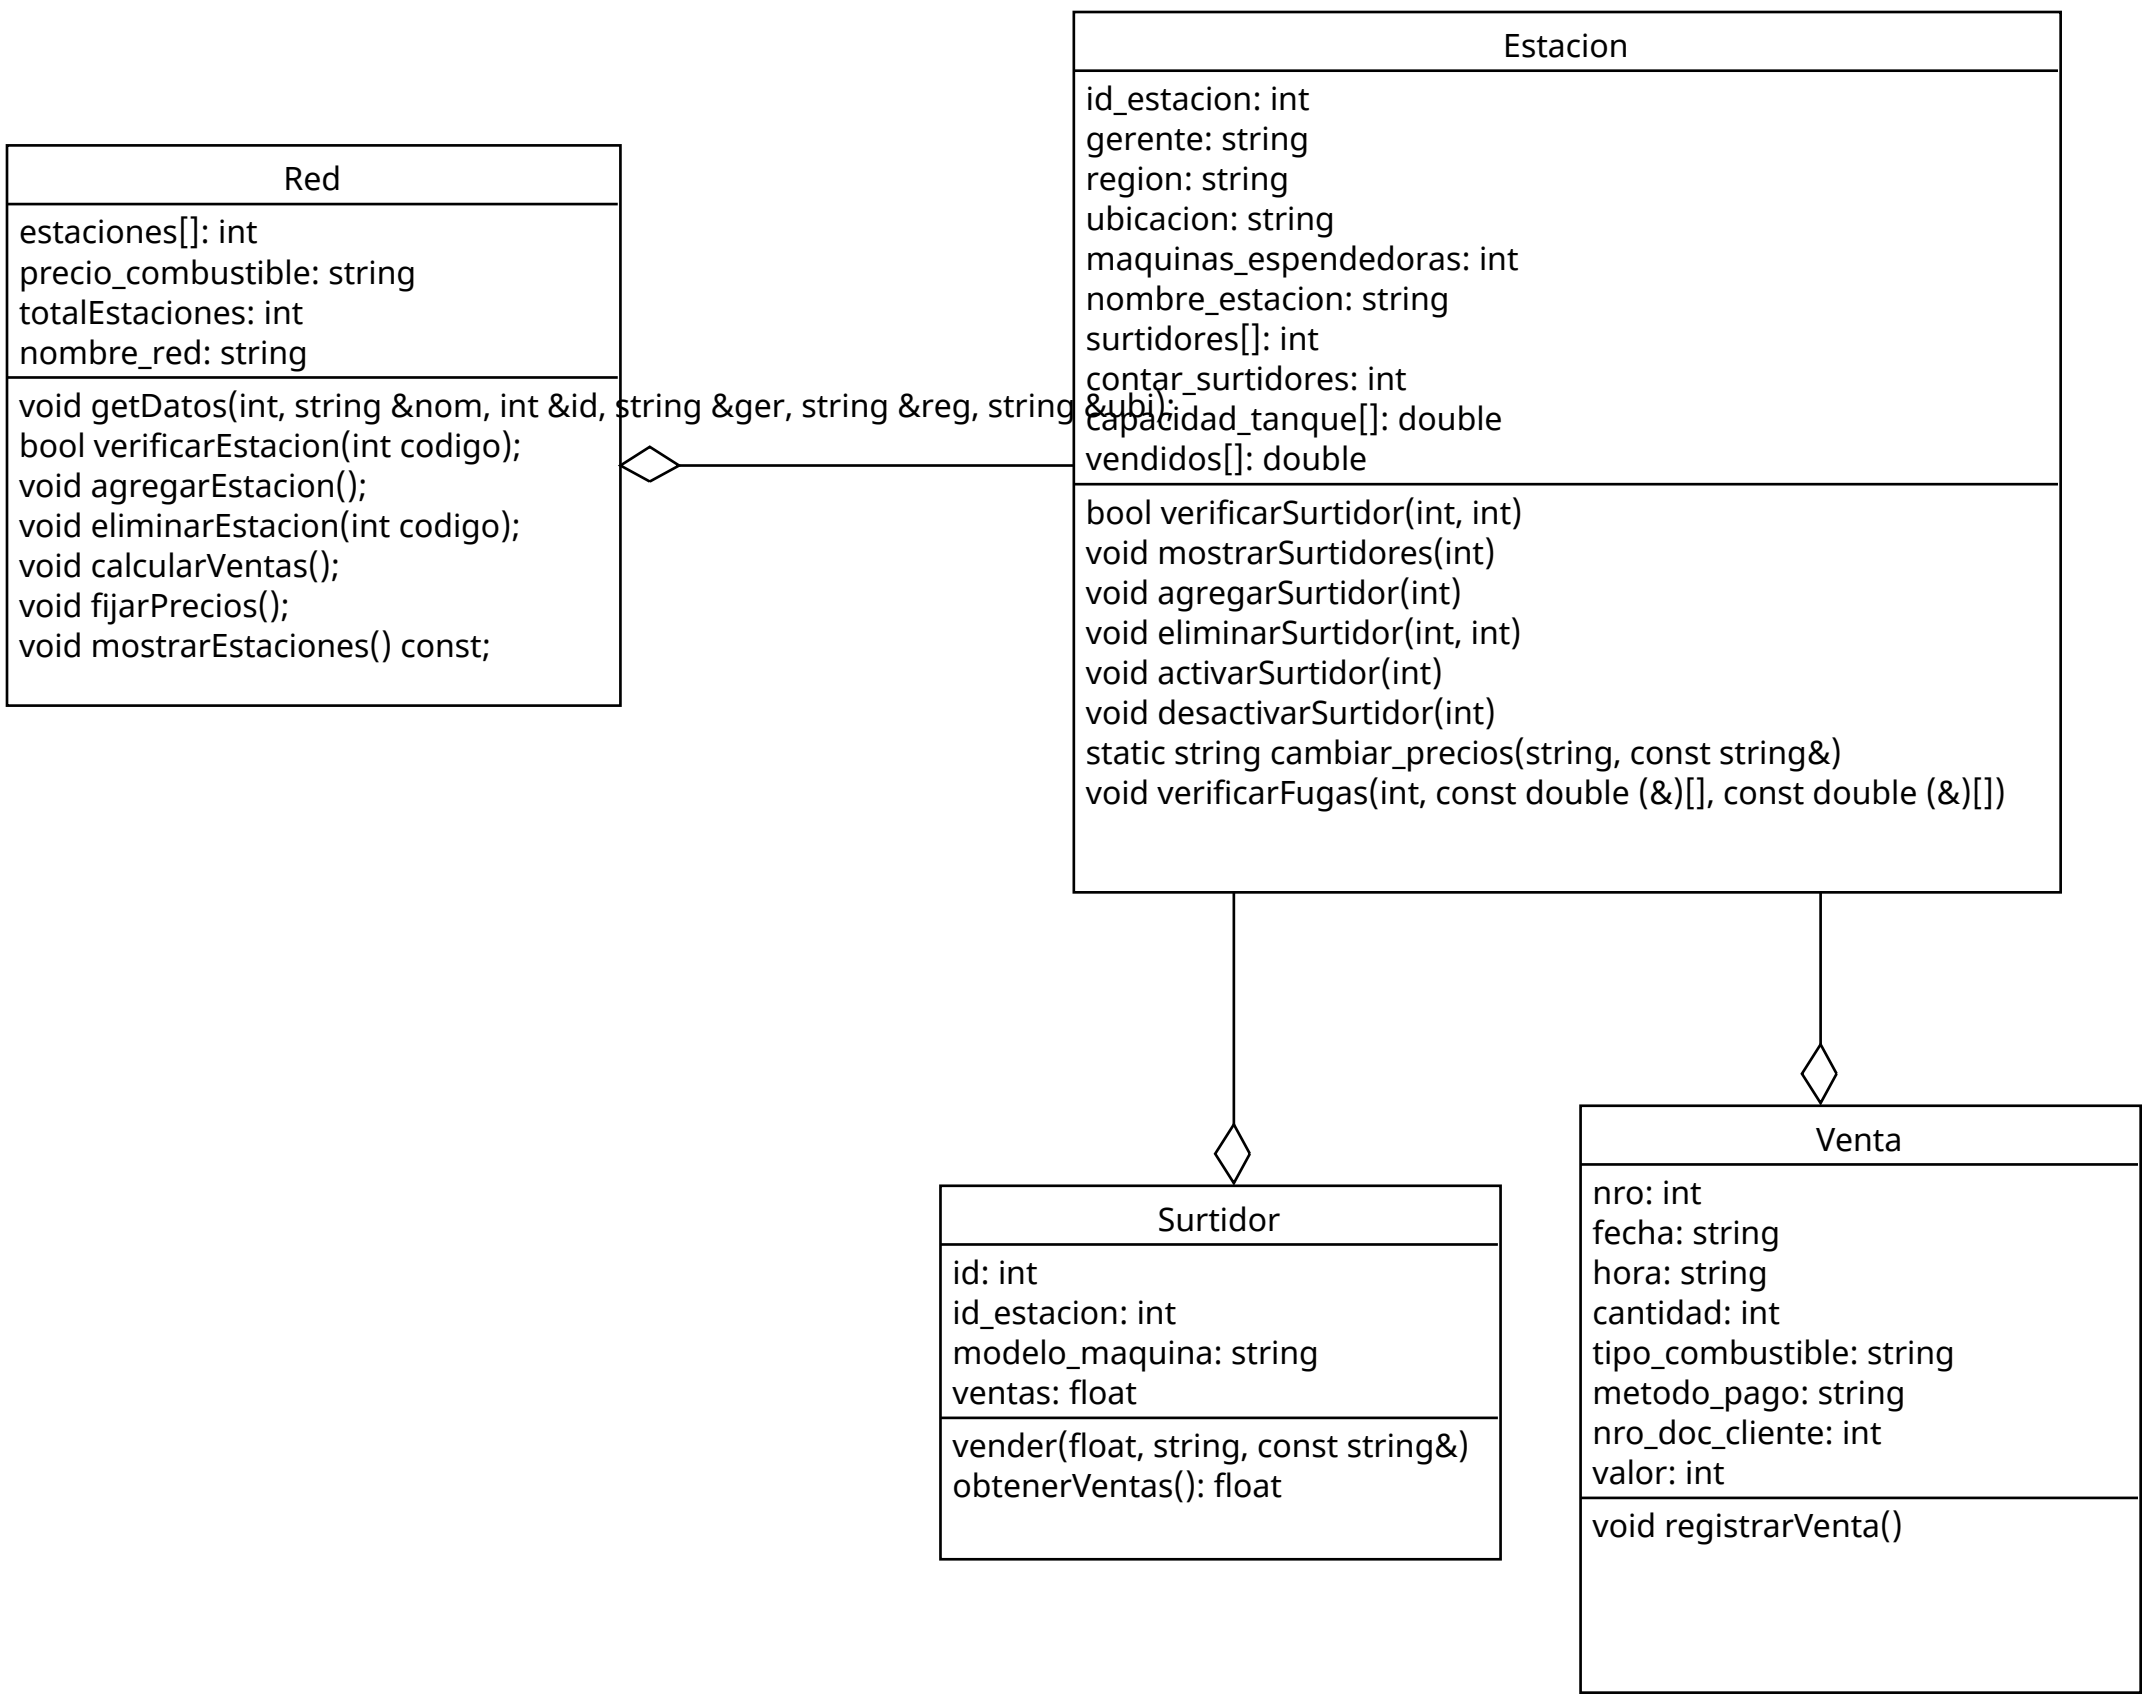 Red
estaciones[]: int
precio_combustible: string
totalEstaciones: int
nombre_red: string
void getDatos(int, string &nom, int &id, string &ger, string &reg, string &ubi);
bool verificarEstacion(int codigo);
void agregarEstacion();
void eliminarEstacion(int codigo);
void calcularVentas();
void fijarPrecios();
void mostrarEstaciones() const;
Estacion
id_estacion: int
gerente: string
region: string
ubicacion: string
maquinas_espendedoras: int
nombre_estacion: string
surtidores[]: int
contar_surtidores: int
capacidad_tanque[]: double
vendidos[]: double
bool verificarSurtidor(int, int)
void mostrarSurtidores(int)
void agregarSurtidor(int)
void eliminarSurtidor(int, int)
void activarSurtidor(int)
void desactivarSurtidor(int)
static string cambiar_precios(string, const string&)
void verificarFugas(int, const double (&)[], const double (&)[])
Surtidor
id: int
id_estacion: int
modelo_maquina: string
ventas: float
vender(float, string, const string&)
obtenerVentas(): float
Venta
nro: int
fecha: string
hora: string
cantidad: int
tipo_combustible: string
metodo_pago: string
nro_doc_cliente: int
valor: int
void registrarVenta()